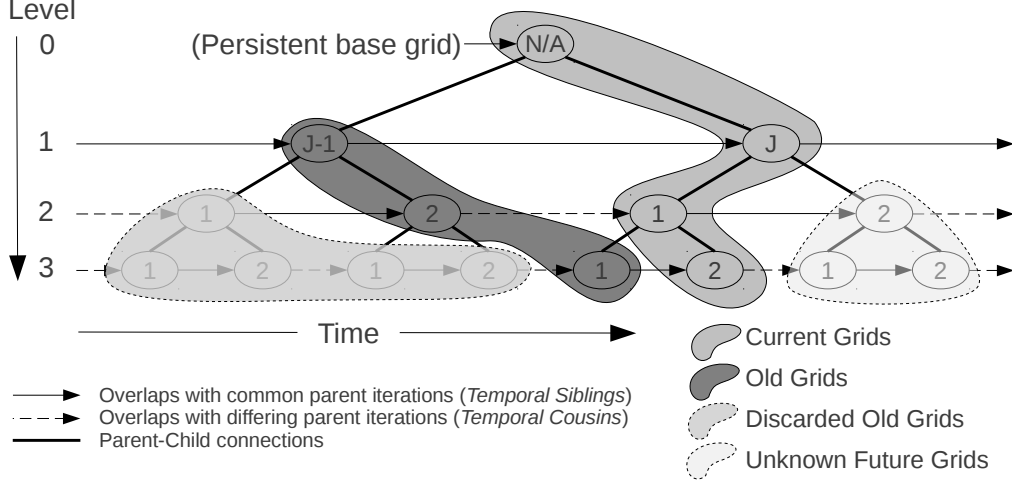 Level
0
(Persistent base grid)
N/A
1
J-1
J
2
1
2
1
2
3
1
2
1
2
1
2
1
2
Time
Current Grids
Old Grids
Discarded Old Grids
Unknown Future Grids
Overlaps with common parent iterations (Temporal Siblings)
Overlaps with differing parent iterations (Temporal Cousins)
Parent-Child connections